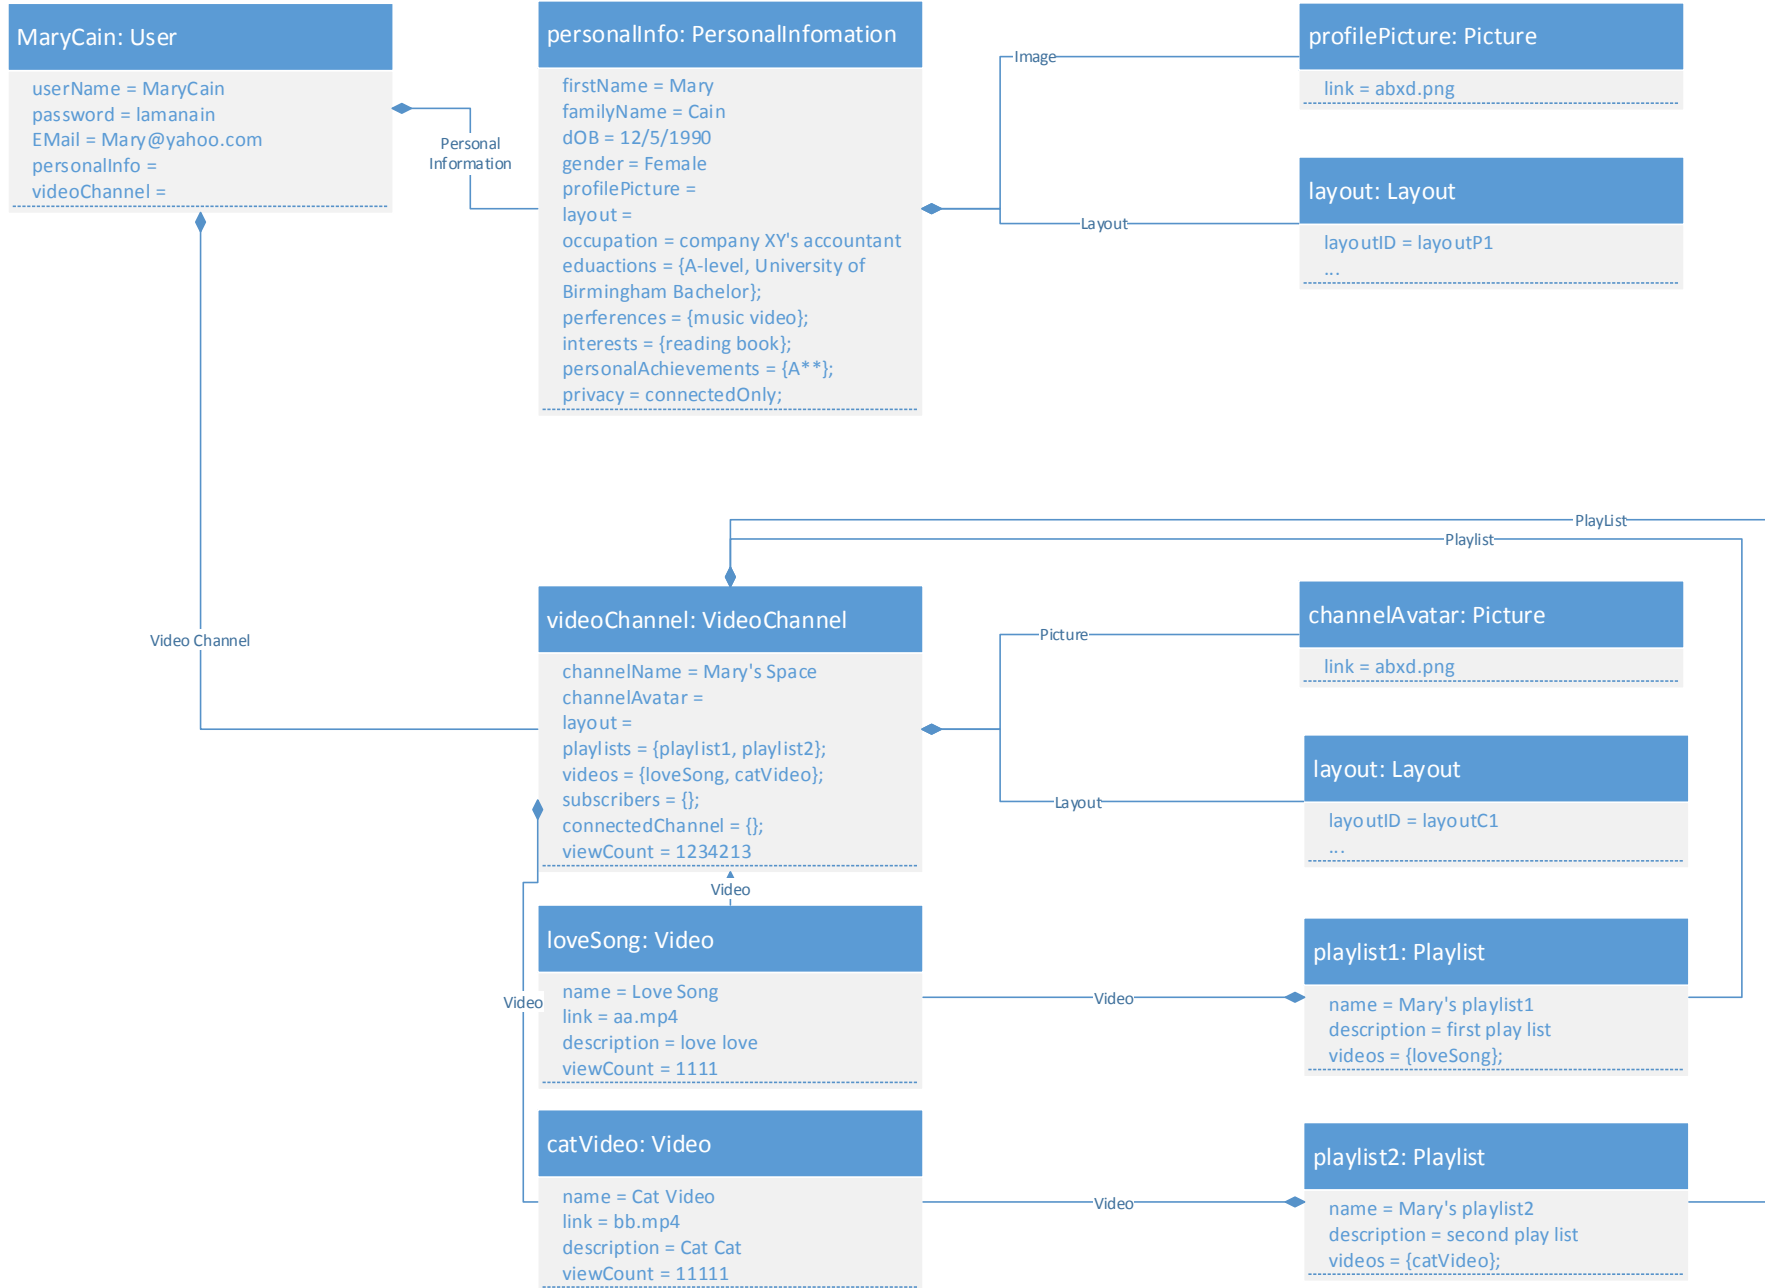 MaryCain: User
userName = MaryCain
password = lamanain
EMail = Mary@yahoo.com
personalInfo =
videoChannel =
Personal
Information
personalInfo: PersonalInfomation
firstName = Mary
familyName = Cain
dOB = 12/5/1990
gender = Female
profilePicture =
layout =
occupation = company XY's accountant
eduactions = {A-level, University of
Birmingham Bachelor};
perferences = {music video};
interests = {reading book};
personalAchievements = {A**};
privacy = connectedOnly;
Image
Layout
profilePicture: Picture
link = abxd.png
layout: Layout
layoutID = layoutP1
...
PlayList
Playlist
Video Channel
videoChannel: VideoChannel
channelName = Mary's Space
channelAvatar =
layout =
playlists = {playlist1, playlist2};
videos = {loveSong, catVideo};
subscribers = {};
connectedChannel = {};
viewCount = 1234213
Picture
Layout
channelAvatar: Picture
link = abxd.png
layout: Layout
layoutID = layoutC1
...
Video
Video
loveSong: Video
name = Love Song
link = aa.mp4
description = love love
viewCount = 1111
Video
playlist1: Playlist
name = Mary's playlist1
description = first play list
videos = {loveSong};
catVideo: Video
name = Cat Video
link = bb.mp4
description = Cat Cat
viewCount = 11111
Video
playlist2: Playlist
name = Mary's playlist2
description = second play list
videos = {catVideo};